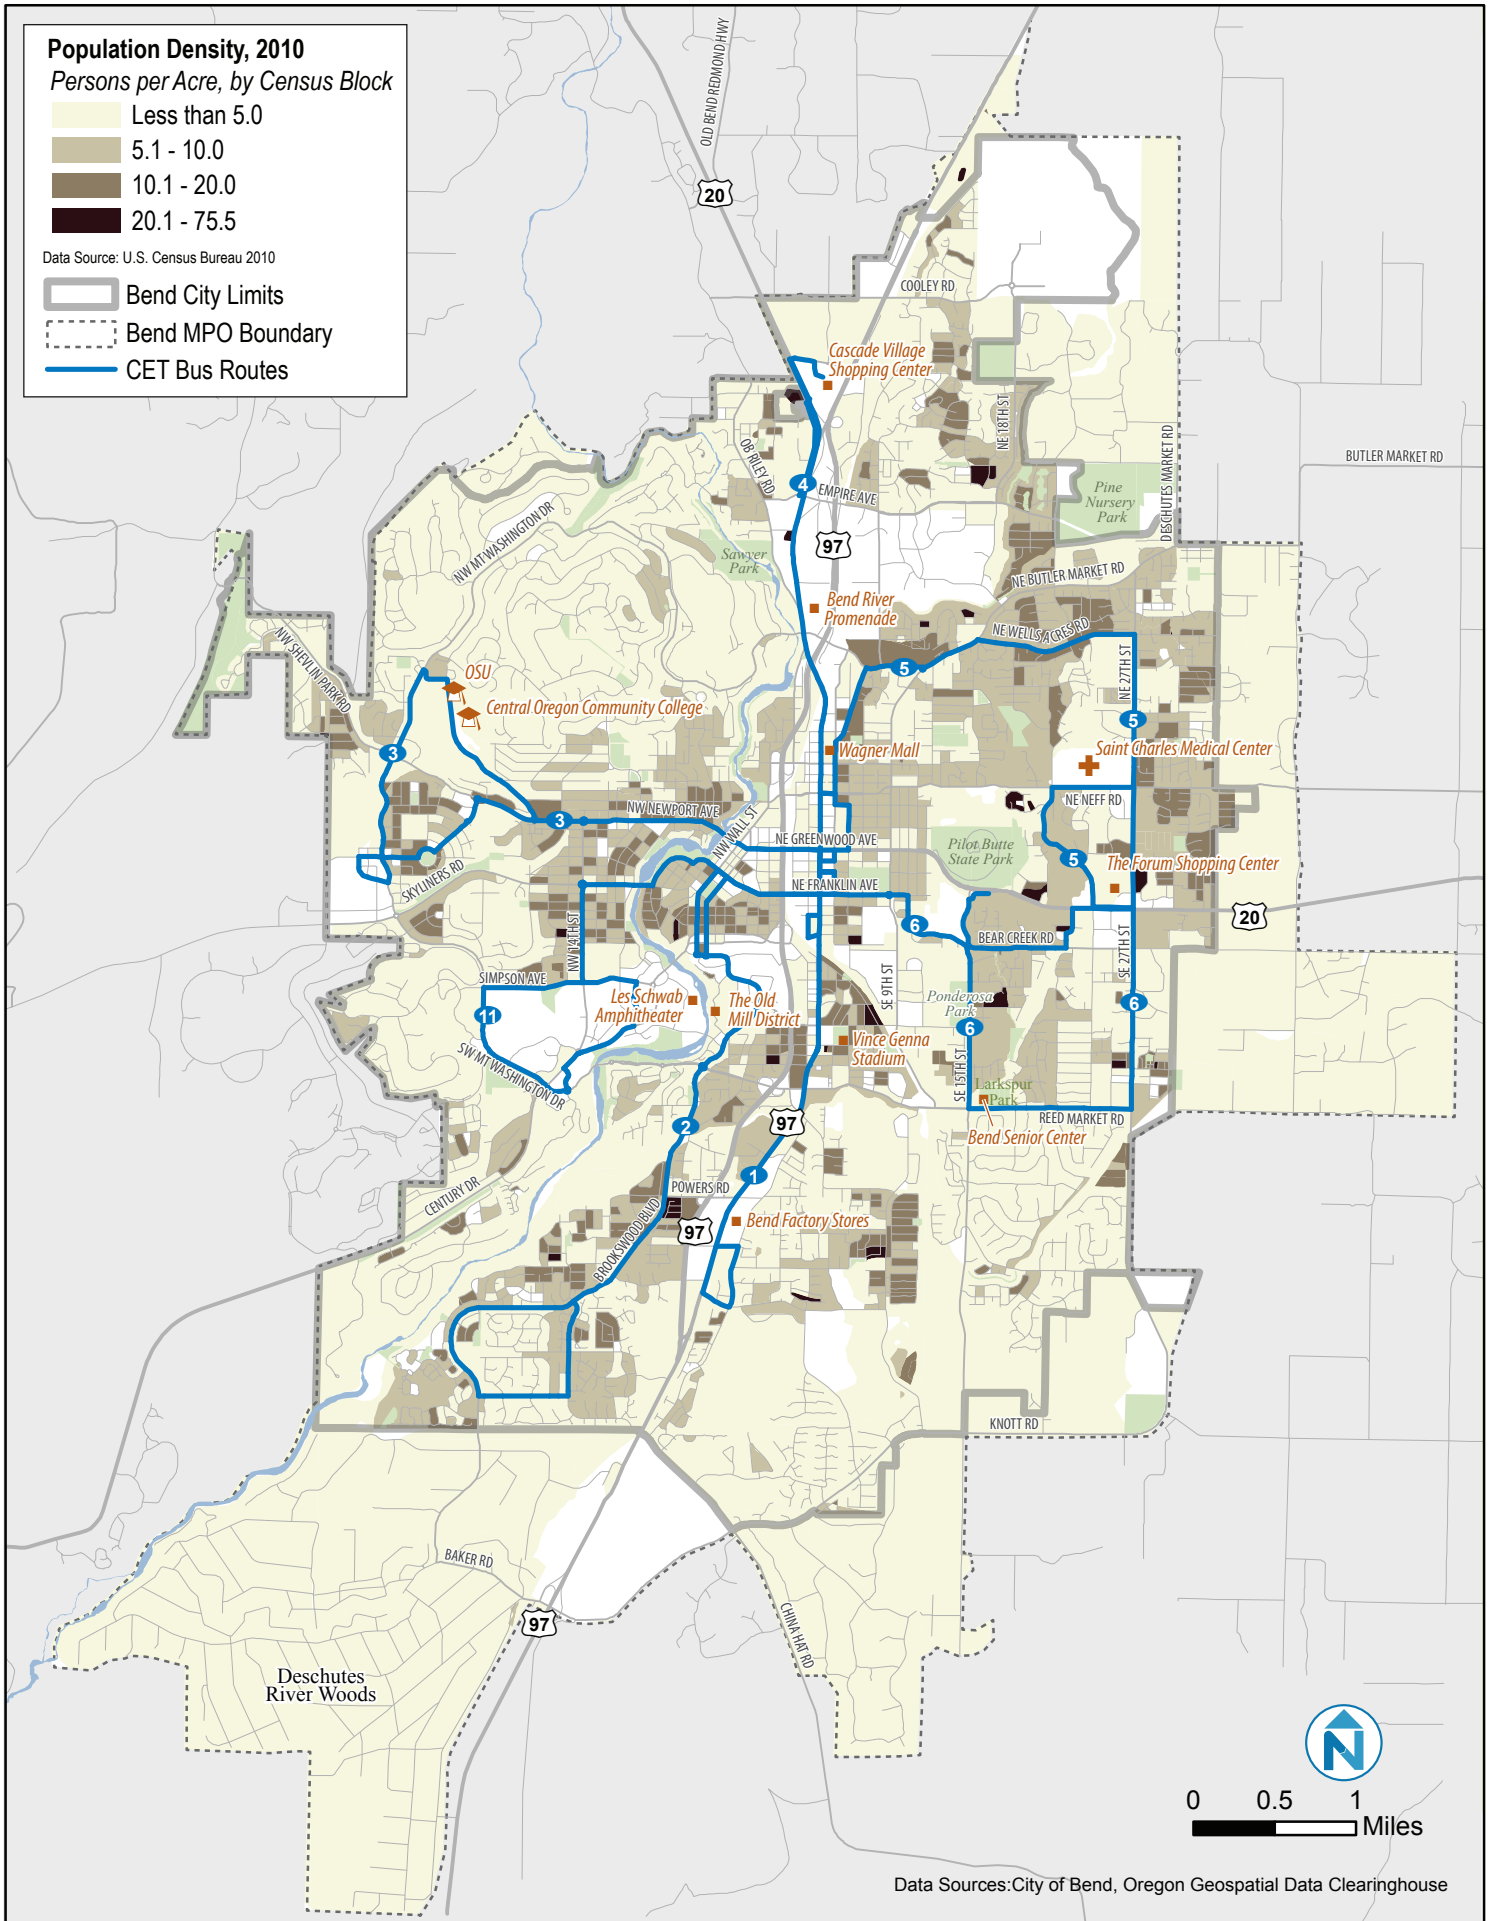 Population Density, 2010
Persons per Acre, by Census Block
Less than 5.0
5.1 - 10.0
10.1 - 20.0
20.1 - 75.5
Data Source: U.S. Census Bureau 2010
Bend City Limits
Bend MPO Boundary
CET Bus Routes
OLD BEND REDMOND HWY
20
COOLEY RD
Cascade Village
Shopping Center
NE 18TH ST
OB RILEY RD
DESCHUTES MARKET RD
BUTLER MARKET RD
4
EMPIRE AVE
Pine
Nursery
Park
NW MT WASHINGTON DR
97
Sawyer
Park
NE BUTLER MARKET RD
Bend River
Promenade
NE WELLS ACRES RD
NW SHEVLIN PARK RD
5
NE 27TH ST
OSU
Central Oregon Community College
5
3
Wagner Mall
Saint Charles Medical Center
NE NEFF RD
NW NEWPORT AVE
3
NW WALL ST
NE GREENWOOD AVE
Pilot Butte
State Park
5
The Forum Shopping Center
SKYLINERS RD
NE FRANKLIN AVE
20
6
NW 14TH ST
BEAR CREEK RD
SE 27TH ST
SIMPSON AVE
SE 9TH ST
Les Schwab
Amphitheater
The Old
Mill District
Ponderosa
Park
6
11
6
Vince Genna
Stadium
SW MT WASHINGTON DR
SE 15TH ST
Larkspur
Park
REED MARKET RD
2
97
Bend Senior Center
1
CENTURY DR
POWERS RD
BROOKSWOOD BLVD
97
Bend Factory Stores
KNOTT RD
BAKER RD
97
CHINA HAT RD
Deschutes
River Woods
N
0 0.5 1
Miles
Data Sources:City of Bend, Oregon Geospatial Data Clearinghouse